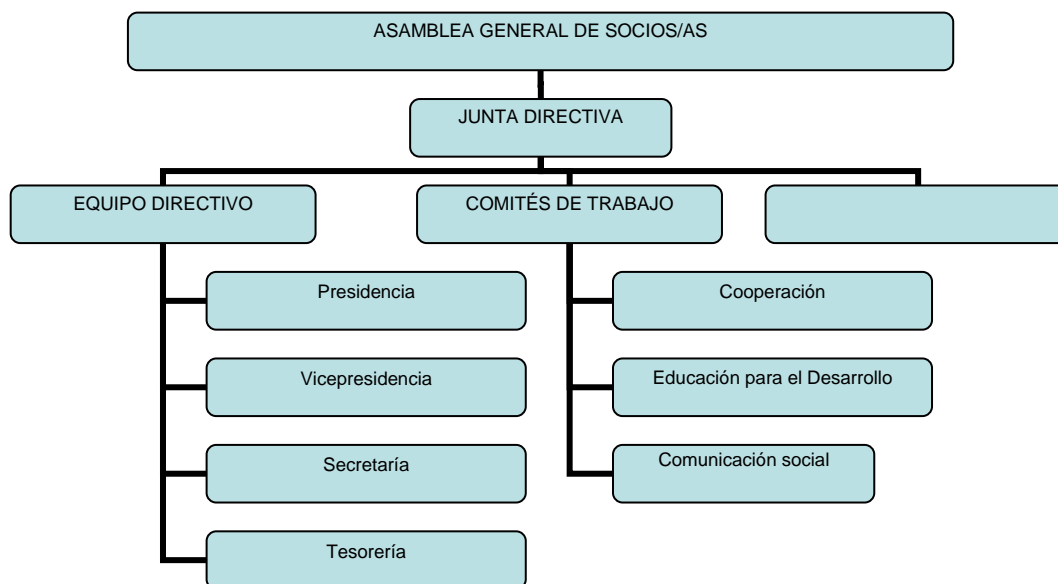 ASAMBLEA GENERAL DE SOCIOS/AS
JUNTA DIRECTIVA
EQUIPO DIRECTIVO
COMITÉS DE TRABAJO
Presidencia
Cooperación
Vicepresidencia
Educación para el Desarrollo
Secretaría
Comunicación social
Tesorería